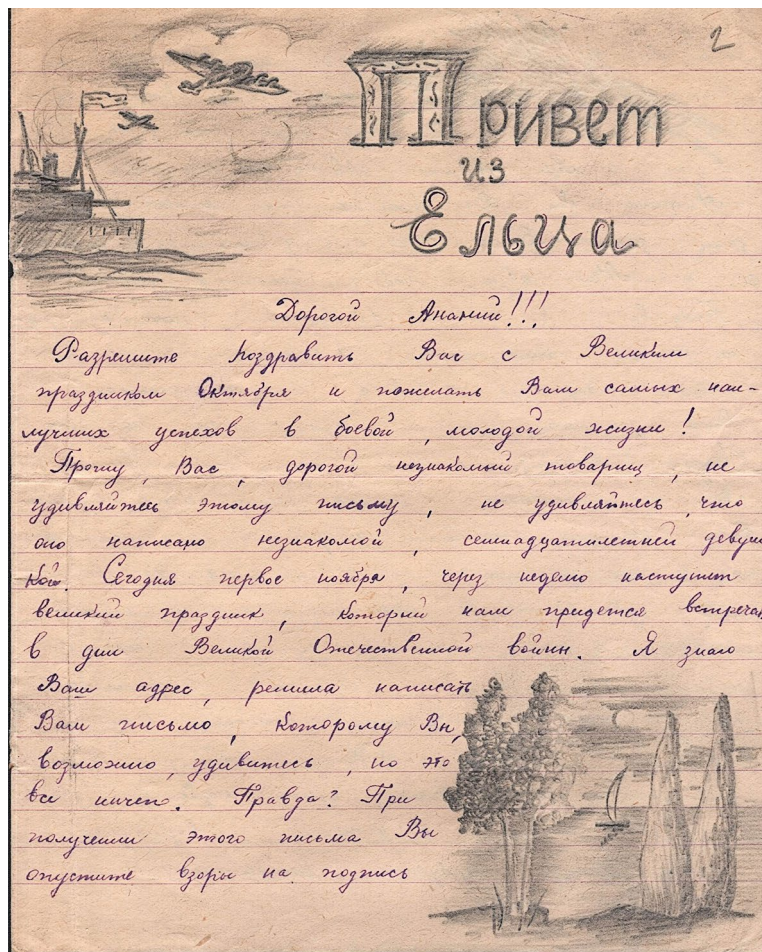 2
Привет
из
Ельца
Дорогой Ананий!!!
Разрешите поздравить Вас с Великим
праздником Октября и пожелать Вам самых наи-
лучших успехов в боевой, молодой жизни!
Прошу, Вас, дорогой незнакомый товарищ, не
удивляйтесь этому письму, не удивляйтесь, что
оно написано незнакомой, семнадцатилетней девуш
кой. Сегодня первое ноября, через неделю наступит
великий праздник, который нам придется встречать
в дни Великой Отечественной войны. Я знаю
Ваш адрес, решила написать
Вам письмо, которому Вы,
возможно, удивитесь, но это
все ничего. Правда? При
получении этого письма Вы
опустите взоры на подпись